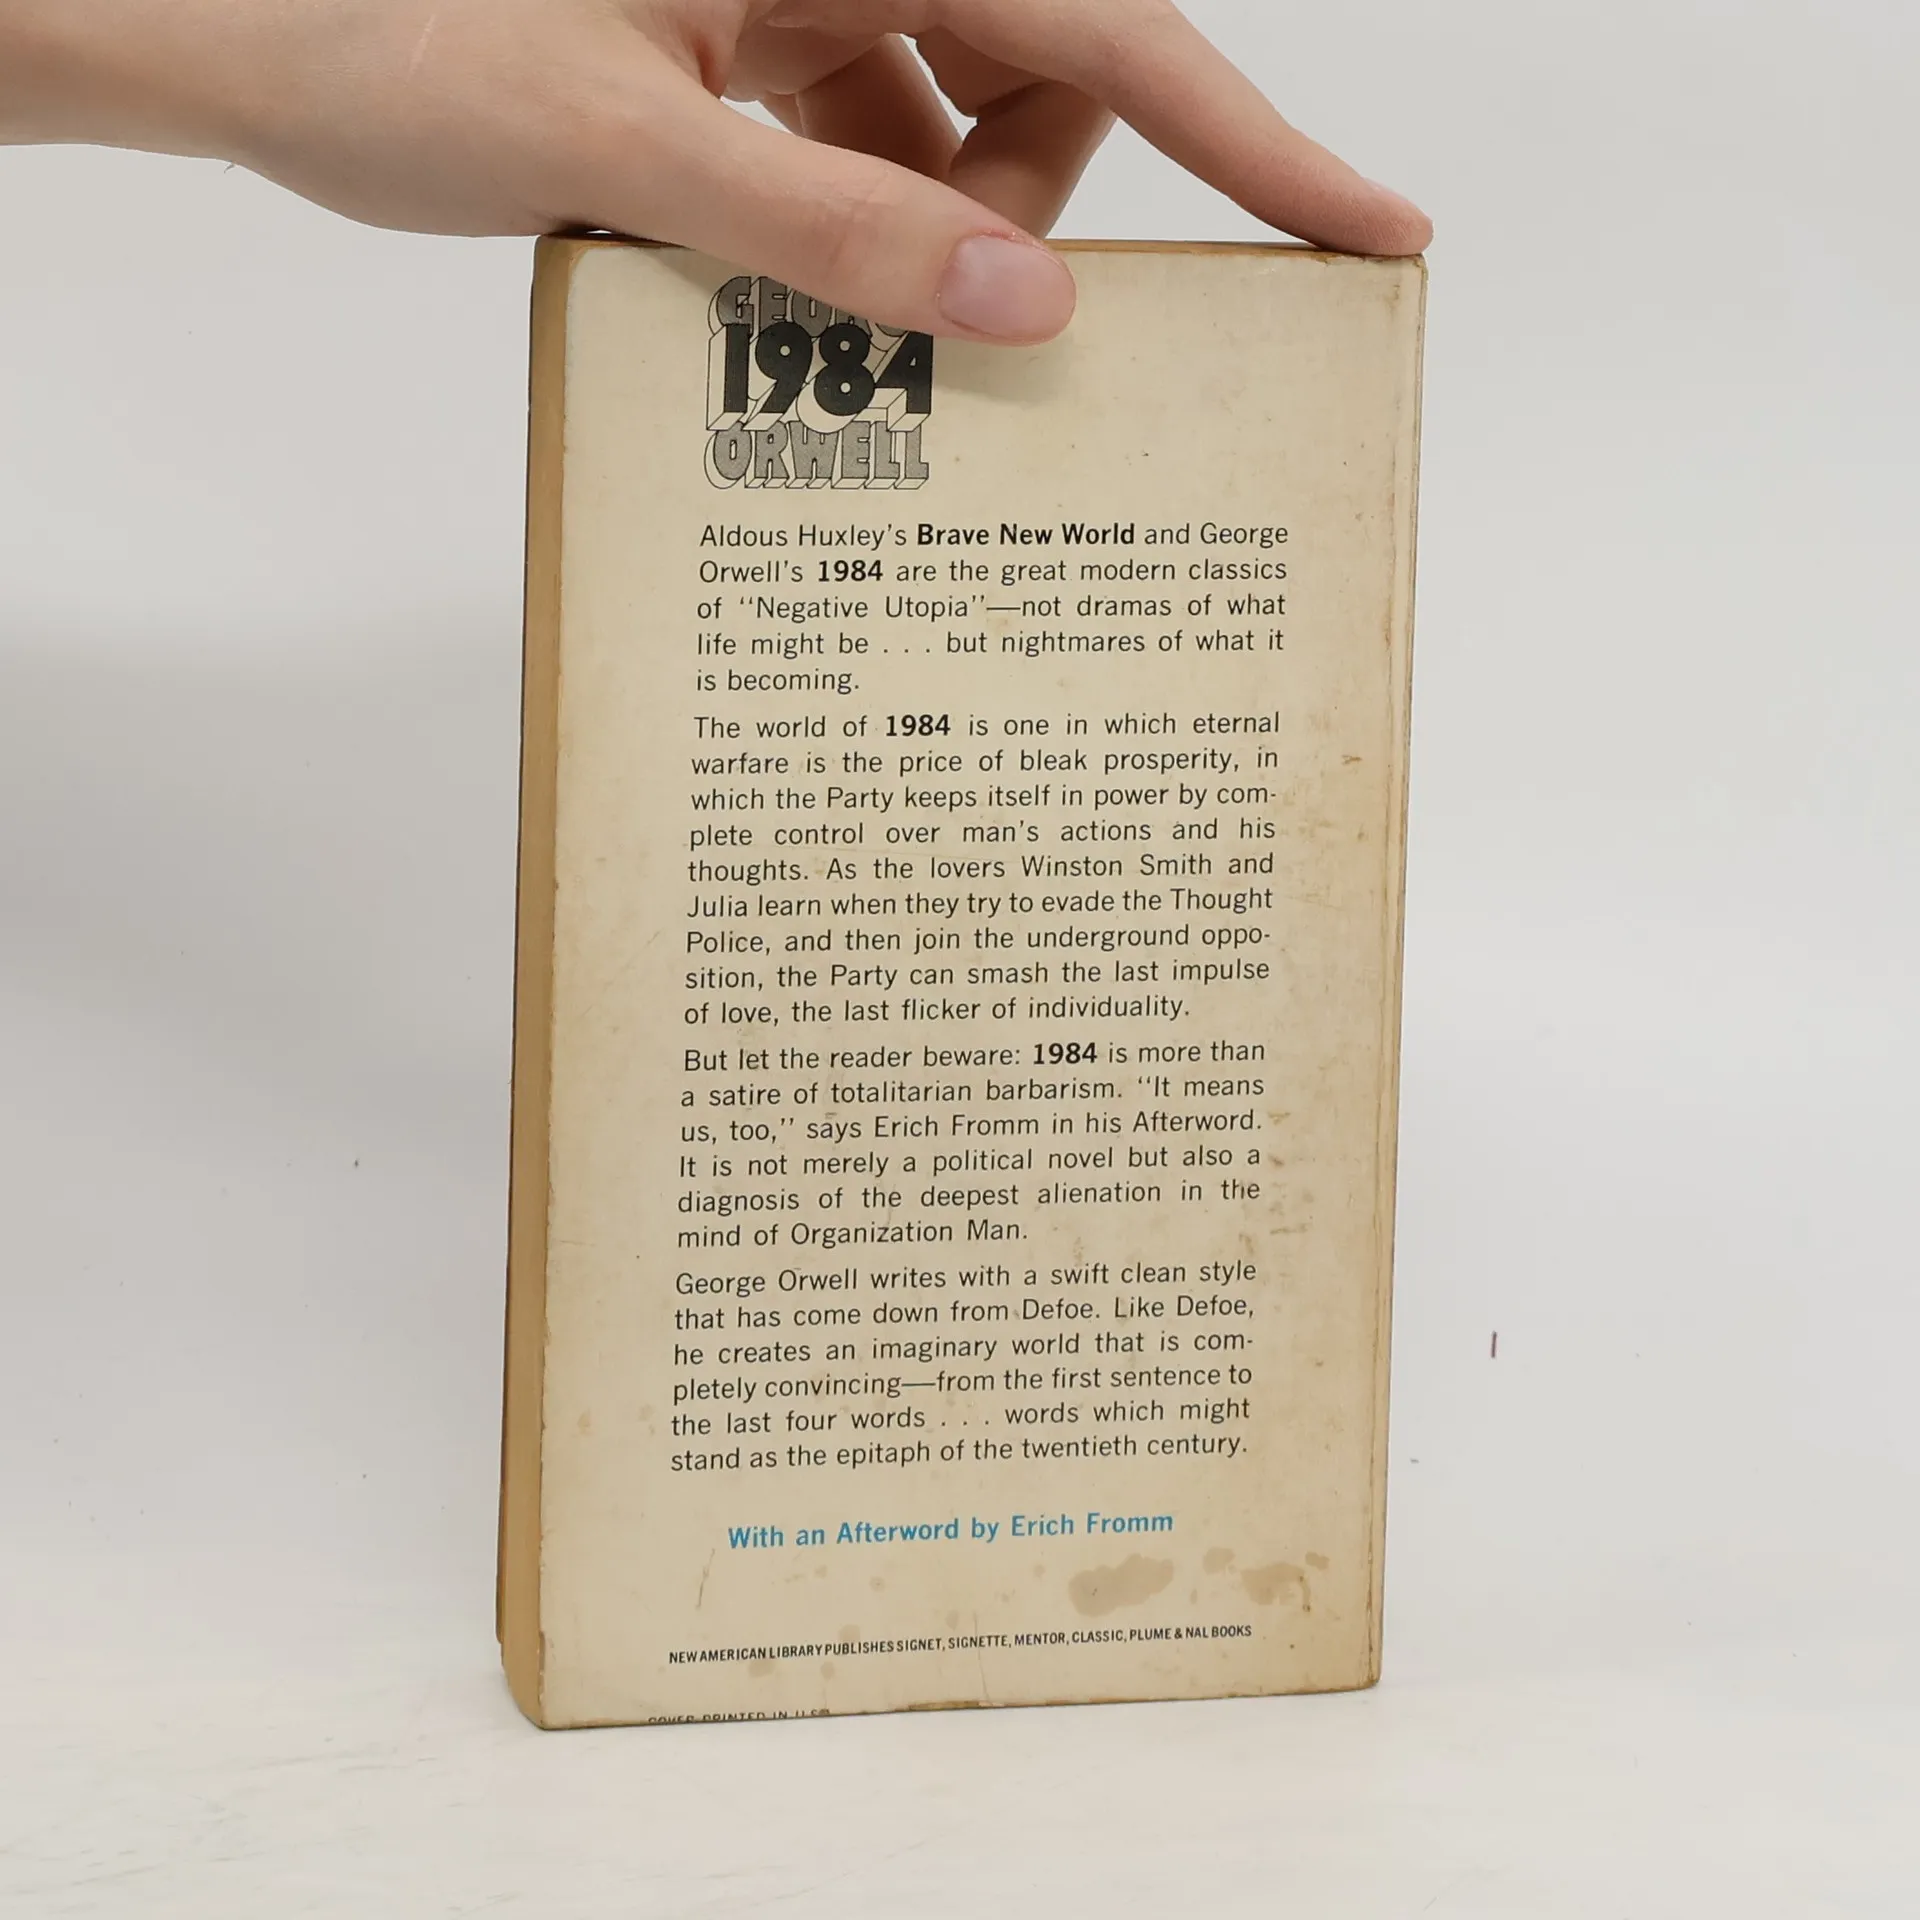 1984
ORWELL
Aldous Huxley's Brave New World and George
Orwell's 1984 are the great modern classics
of "Negative Utopia"—not dramas of what
life might be . . . but nightmares of what it
is becoming.
The world of 1984 is one in which eternal
warfare is the price of bleak prosperity, in
which the Party keeps itself in power by com-
plete control over man's actions and his
thoughts. As the lovers Winston Smith and
Julia learn when they try to evade the Thought
Police, and then join the underground oppo-
sition, the Party can smash the last impulse
of love, the last flicker of individuality.
But let the reader beware: 1984 is more than
a satire of totalitarian barbarism. "It means
us, too," says Erich Fromm in his Afterword.
It is not merely a political novel but also a
diagnosis of the deepest alienation in the
mind of Organization Man.
George Orwell writes with a swift clean style
that has come down from Defoe. Like Defoe,
he creates an imaginary world that is com-
pletely convincing—from the first sentence to
the last four words . . . words which might
stand as the epitaph of the twentieth century.
With an Afterword by Erich Fromm
NEW AMERICAN LIBRARY PUBLISHES SIGNET, SIGNETTE, MENTOR, CLASSIC, PLUME & NAL BOOKS
COVER PRINTED IN U.S.A.